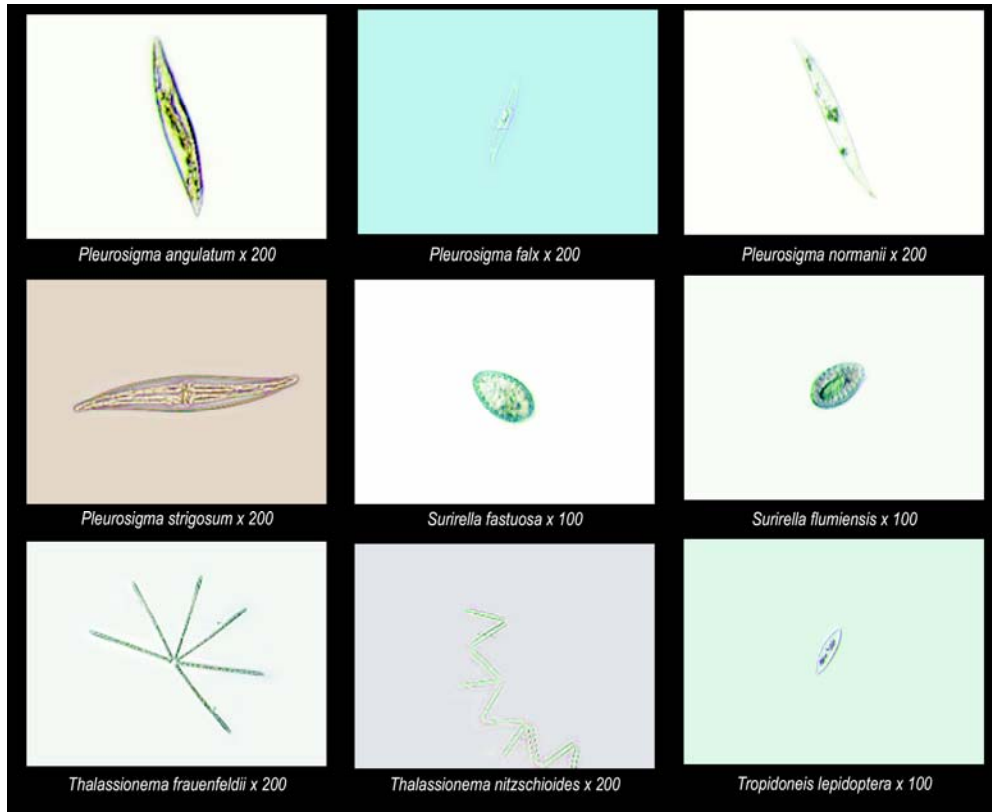 Pleurosigma angulatum x 200
Pleurosigma falx x 200
Pleurosigma normanii x 200
Pleurosigma strigosum x 200
Surirella fastuosa x 100
Surirella flumiensis x 100
Thalassionema frauenfeldii x 200
Thalassionema nitzschioides x 200
Tropidoneis lepidoptera x 100